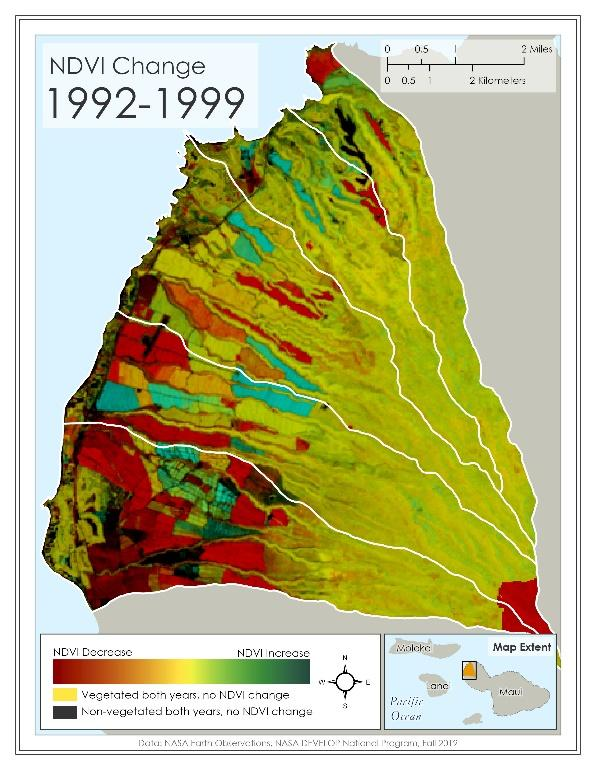 NDVI Change
1992-1999
0 0.5 1 2 Miles
0 0.5 1 2 Kilometers
NDVI Decrease NDVI Increase
Vegetated both years, no NDVI change
Non-vegetated both years, no NDVI change
N
W E
S
Map Extent
Maui
Pacific
Ocean
Data: NASA Earth Observations; NASA DEVELOP National Program, Fall 2012